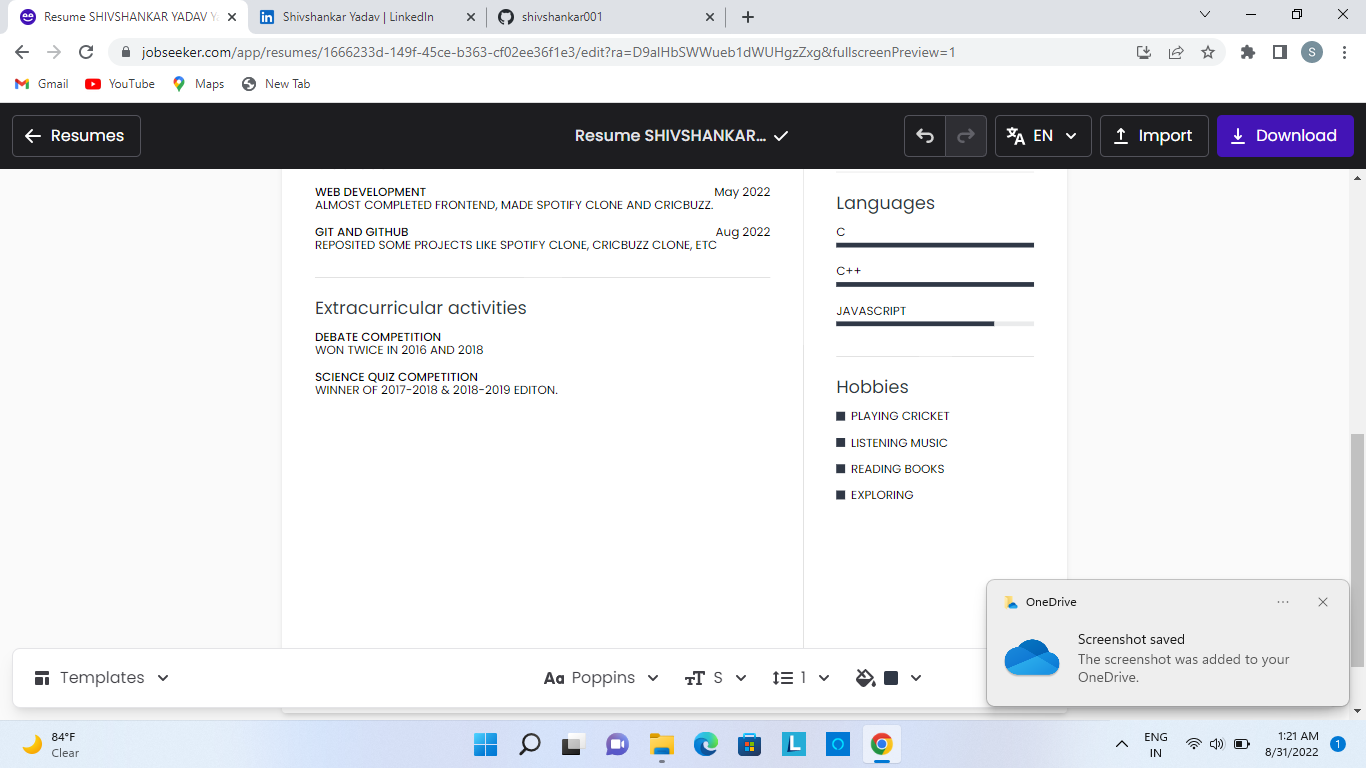 Resume SHIVSHANKAR YADAV Y
Shivshankar Yadav | LinkedIn
shivshankar001
jobseeker.com/app/resumes/1666233d-149f-45ce-b363-cf02ee36f1e3/edit?ra=D9alHbSWWueb1dWUHgzZxg&fullscreenPreview=1
S
Gmail
YouTube
Maps
New Tab
Resumes
Resume SHIVSHANKAR...
EN
Import
Download
WEB DEVELOPMENT May 2022
ALMOST COMPLETED FRONTEND, MADE SPOTIFY CLONE AND CRICBUZZ.
GIT AND GITHUB Aug 2022
REPOSITED SOME PROJECTS LIKE SPOTIFY CLONE, CRICBUZZ CLONE, ETC
Extracurricular activities
DEBATE COMPETITION
WON TWICE IN 2016 AND 2018
SCIENCE QUIZ COMPETITION
WINNER OF 2017-2018 & 2018-2019 EDITON.
Languages
C
C++
JAVASCRIPT
Hobbies
PLAYING CRICKET
LISTENING MUSIC
READING BOOKS
EXPLORING
OneDrive
Screenshot saved
The screenshot was added to your
OneDrive.
Templates
Aa Poppins
TT S
1
84°F
Clear
L
O
ENG
IN
1:21 AM
8/31/2022
1